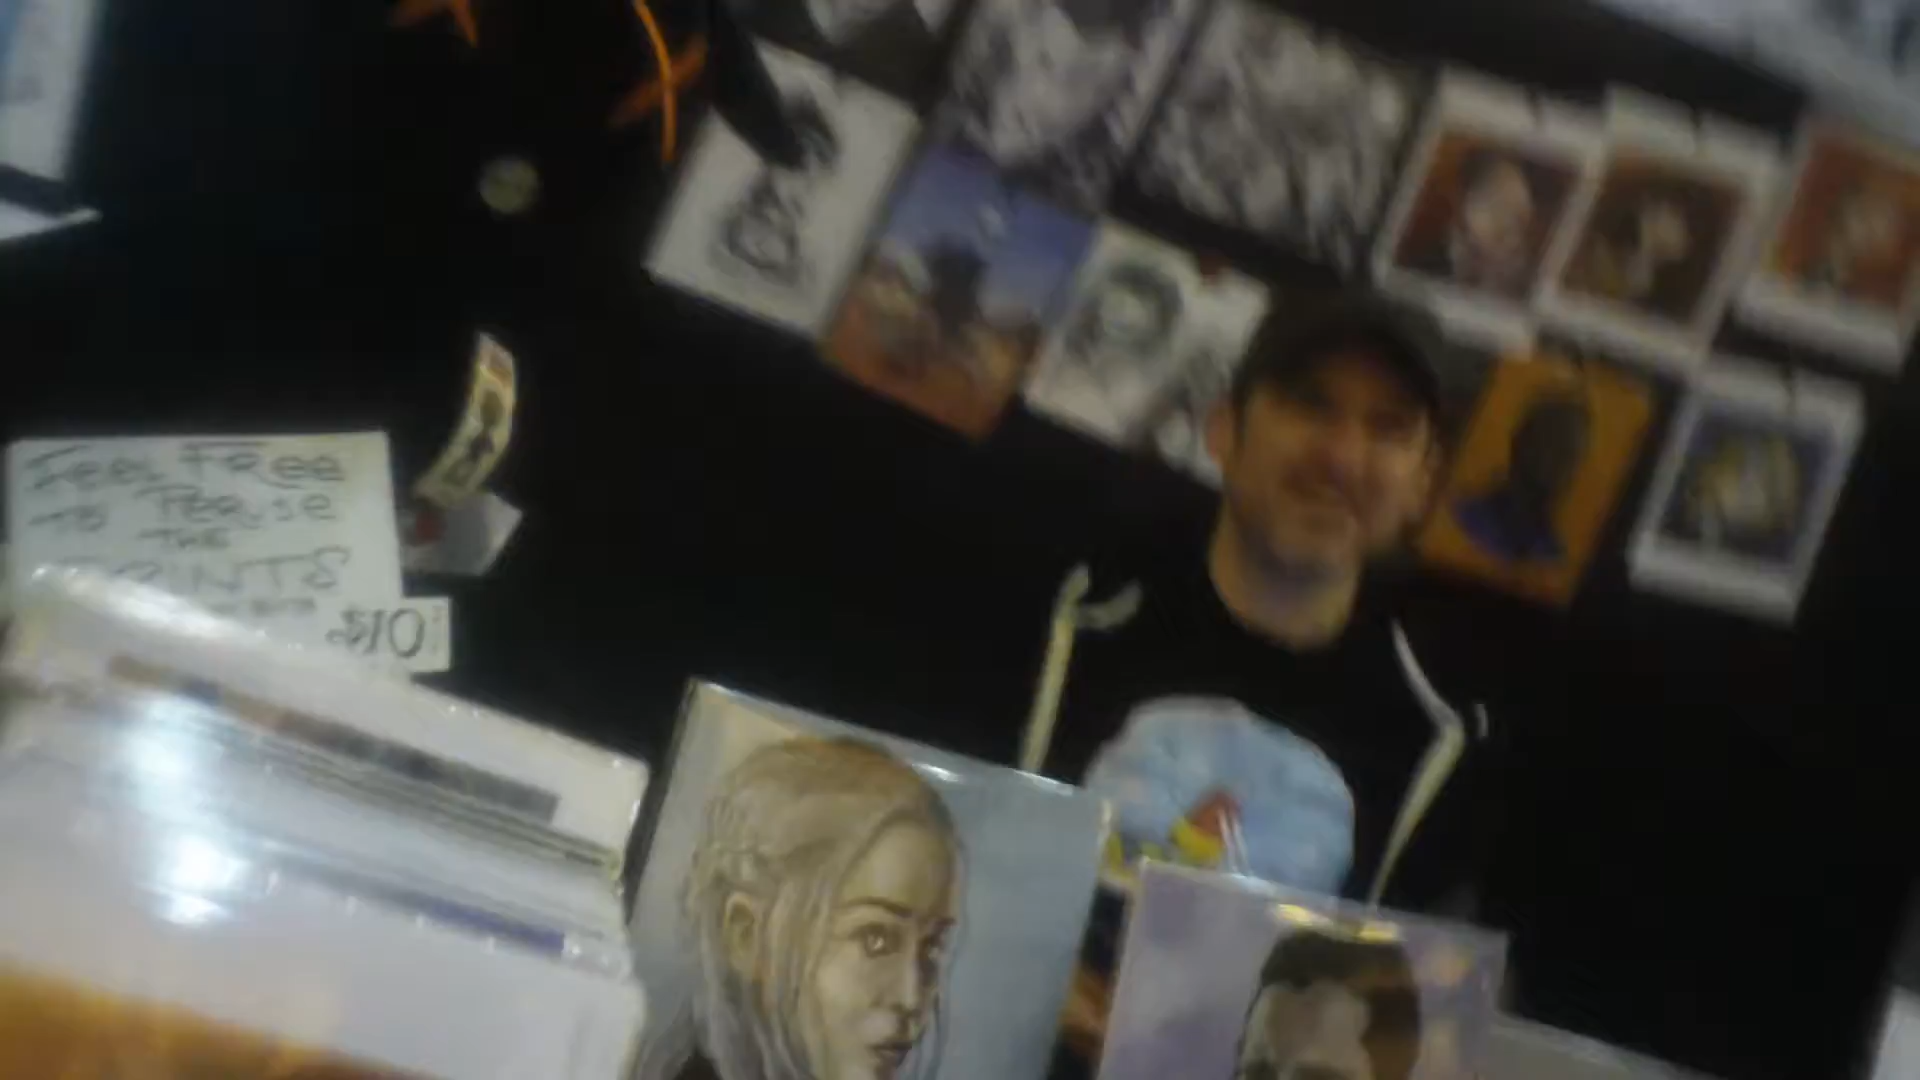 FEEL FREE
TO PERUSE
THE
PRINTS
$10